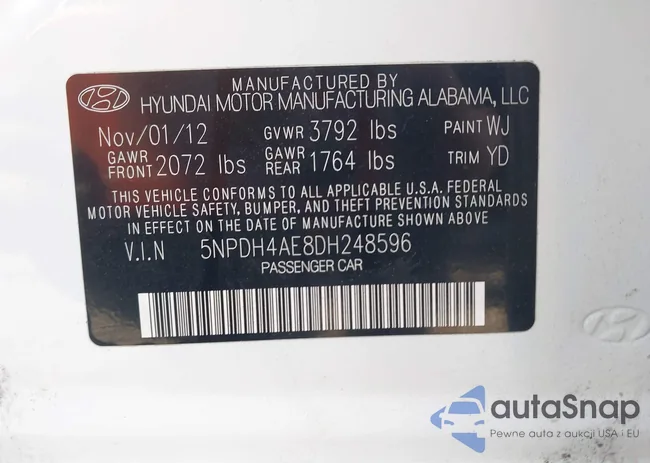 MANUFACTURED BY
HYUNDAI MOTOR MANUFACTURING ALABAMA, LLC
Nov/01/12 GVWR 3792 lbs PAINT WJ
GAWR FRONT 2072 lbs GAWR REAR 1764 lbs TRIM YD
THIS VEHICLE CONFORMS TO ALL APPLICABLE U.S.A. FEDERAL
MOTOR VEHICLE SAFETY, BUMPER, AND THEFT PREVENTION STANDARDS
IN EFFECT ON THE DATE OF MANUFACTURE SHOWN ABOVE.
V.I.N 5NPDH4AE8DH248596
PASSENGER CAR
autaSnap
Pewne auta z aukcji USA i EU